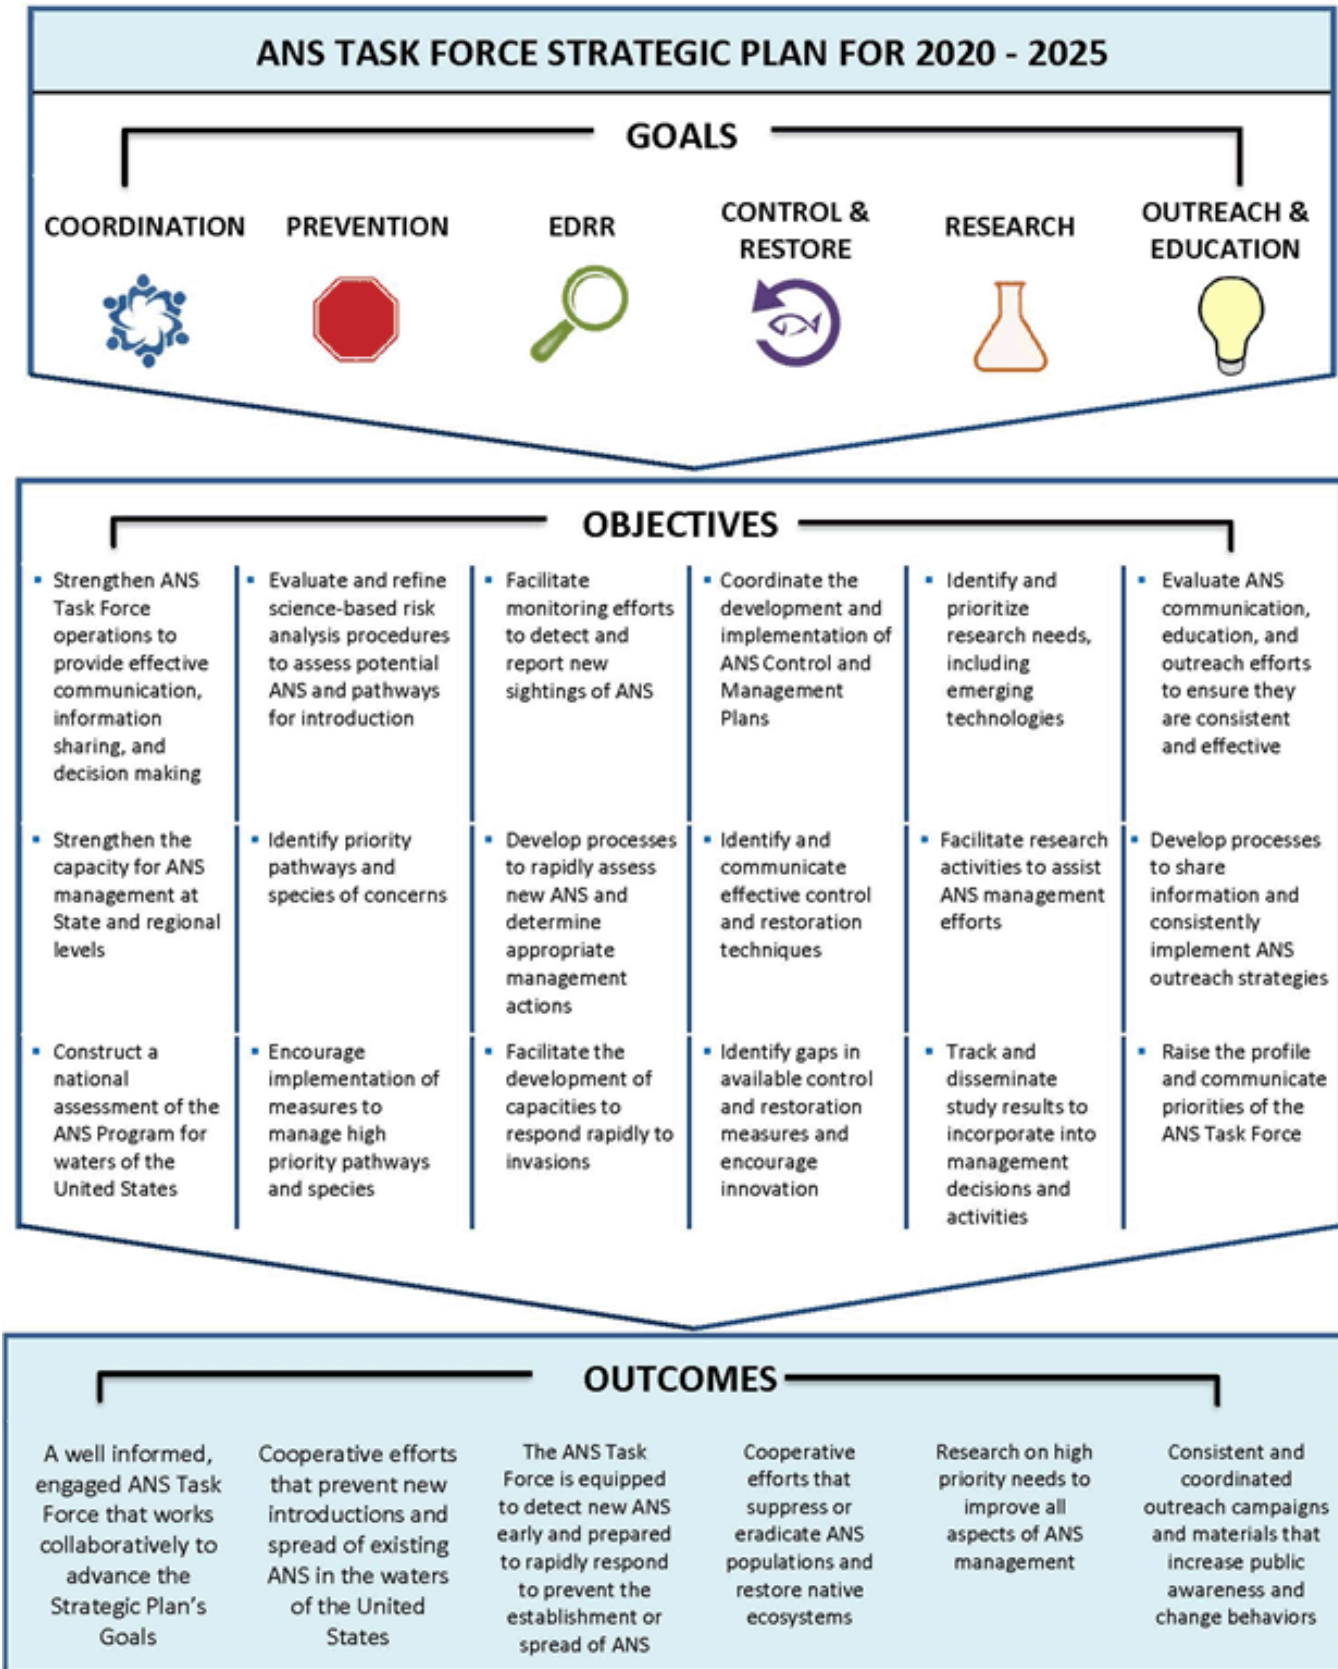 ANS TASK FORCE STRATEGIC PLAN FOR 2020 - 2025
GOALS
COORDINATION
PREVENTION
EDRR
CONTROL &
RESTORE
RESEARCH
OUTREACH &
EDUCATION
OBJECTIVES
▪ Strengthen ANS
Task Force
operations to
provide effective
communication,
information
sharing, and
decision making
▪ Evaluate and refine
science-based risk
analysis procedures
to assess potential
ANS and pathways
for introduction
▪ Facilitate
monitoring efforts
to detect and
report new
sightings of ANS
▪ Coordinate the
development and
implementation of
ANS Control and
Management
Plans
▪ Identify and
prioritize
research needs,
including
emerging
technologies
▪ Evaluate ANS
communication,
education, and
outreach efforts
to ensure they
are consistent
and effective
▪ Strengthen the
capacity for ANS
management at
State and regional
levels
▪ Identify priority
pathways and
species of concerns
▪ Develop processes
to rapidly assess
new ANS and
determine
appropriate
management
actions
▪ Identify and
communicate
effective control
and restoration
techniques
▪ Facilitate research
activities to assist
ANS management
efforts
▪ Develop processes
to share
information and
consistently
implement ANS
outreach strategies
▪ Construct a
national
assessment of the
ANS Program for
waters of the
United States
▪ Encourage
implementation of
measures to
manage high
priority pathways
and species
▪ Facilitate the
development of
capacities to
respond rapidly to
invasions
▪ Identify gaps in
available control
and restoration
measures and
encourage
innovation
▪ Track and
disseminate
study results to
incorporate into
management
decisions and
activities
▪ Raise the profile
and communicate
priorities of the
ANS Task Force
OUTCOMES
A well informed,
engaged ANS Task
Force that works
collaboratively to
advance the
Strategic Plan's
Goals
Cooperative efforts
that prevent new
introductions and
spread of existing
ANS in the waters
of the United
States
The ANS Task
Force is equipped
to detect new ANS
early and prepared
to rapidly respond
to prevent the
establishment or
spread of ANS
Cooperative
efforts that
suppress or
eradicate ANS
populations and
restore native
ecosystems
Research on high
priority needs to
improve all
aspects of ANS
management
Consistent and
coordinated
outreach campaigns
and materials that
increase public
awareness and
change behaviors